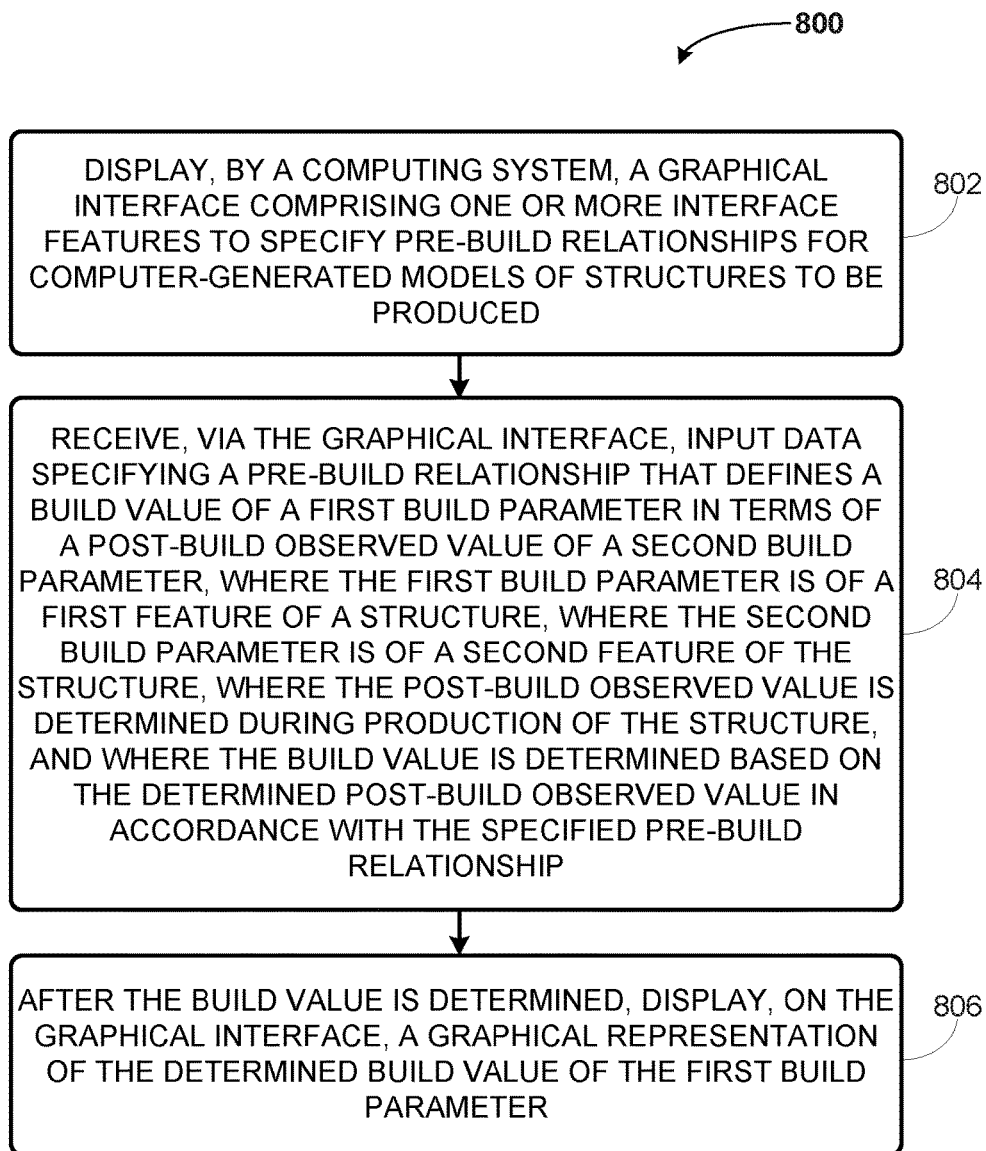 800
DISPLAY, BY A COMPUTING SYSTEM, A GRAPHICAL
INTERFACE COMPRISING ONE OR MORE INTERFACE
FEATURES TO SPECIFY PRE-BUILD RELATIONSHIPS FOR
COMPUTER-GENERATED MODELS OF STRUCTURES TO BE
PRODUCED
802
RECEIVE, VIA THE GRAPHICAL INTERFACE, INPUT DATA
SPECIFYING A PRE-BUILD RELATIONSHIP THAT DEFINES A
BUILD VALUE OF A FIRST BUILD PARAMETER IN TERMS OF
A POST-BUILD OBSERVED VALUE OF A SECOND BUILD
PARAMETER, WHERE THE FIRST BUILD PARAMETER IS OF A
FIRST FEATURE OF A STRUCTURE, WHERE THE SECOND
BUILD PARAMETER IS OF A SECOND FEATURE OF THE
STRUCTURE, WHERE THE POST-BUILD OBSERVED VALUE IS
DETERMINED DURING PRODUCTION OF THE STRUCTURE,
AND WHERE THE BUILD VALUE IS DETERMINED BASED ON
THE DETERMINED POST-BUILD OBSERVED VALUE IN
ACCORDANCE WITH THE SPECIFIED PRE-BUILD
RELATIONSHIP
804
AFTER THE BUILD VALUE IS DETERMINED, DISPLAY, ON THE
GRAPHICAL INTERFACE, A GRAPHICAL REPRESENTATION
OF THE DETERMINED BUILD VALUE OF THE FIRST BUILD
PARAMETER
806